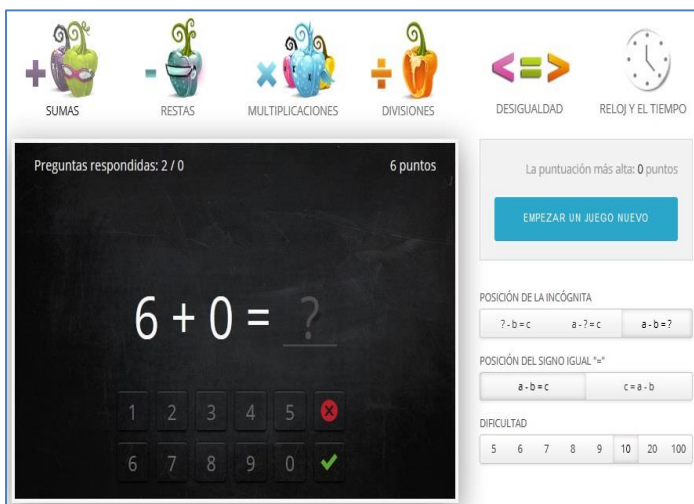 + - × ÷ < = >
SUMAS RESTAS MULTIPLICACIONES DIVISIONES DESIGUALDAD RELOJ Y EL TIEMPO
Preguntas respondidas: 2 / 0 6 puntos
6 + 0 = ?
1 2 3 4 5
6 7 8 9 0
La puntuación más alta: 0 puntos
EMPEZAR UN JUEGO NUEVO
POSICIÓN DE LA INCÓGNITA
?-b=c a-?=c a-b=?
POSICIÓN DEL SIGNO IGUAL "="
a-b=c c=a-b
DIFICULTAD
5 6 7 8 9 10 20 100